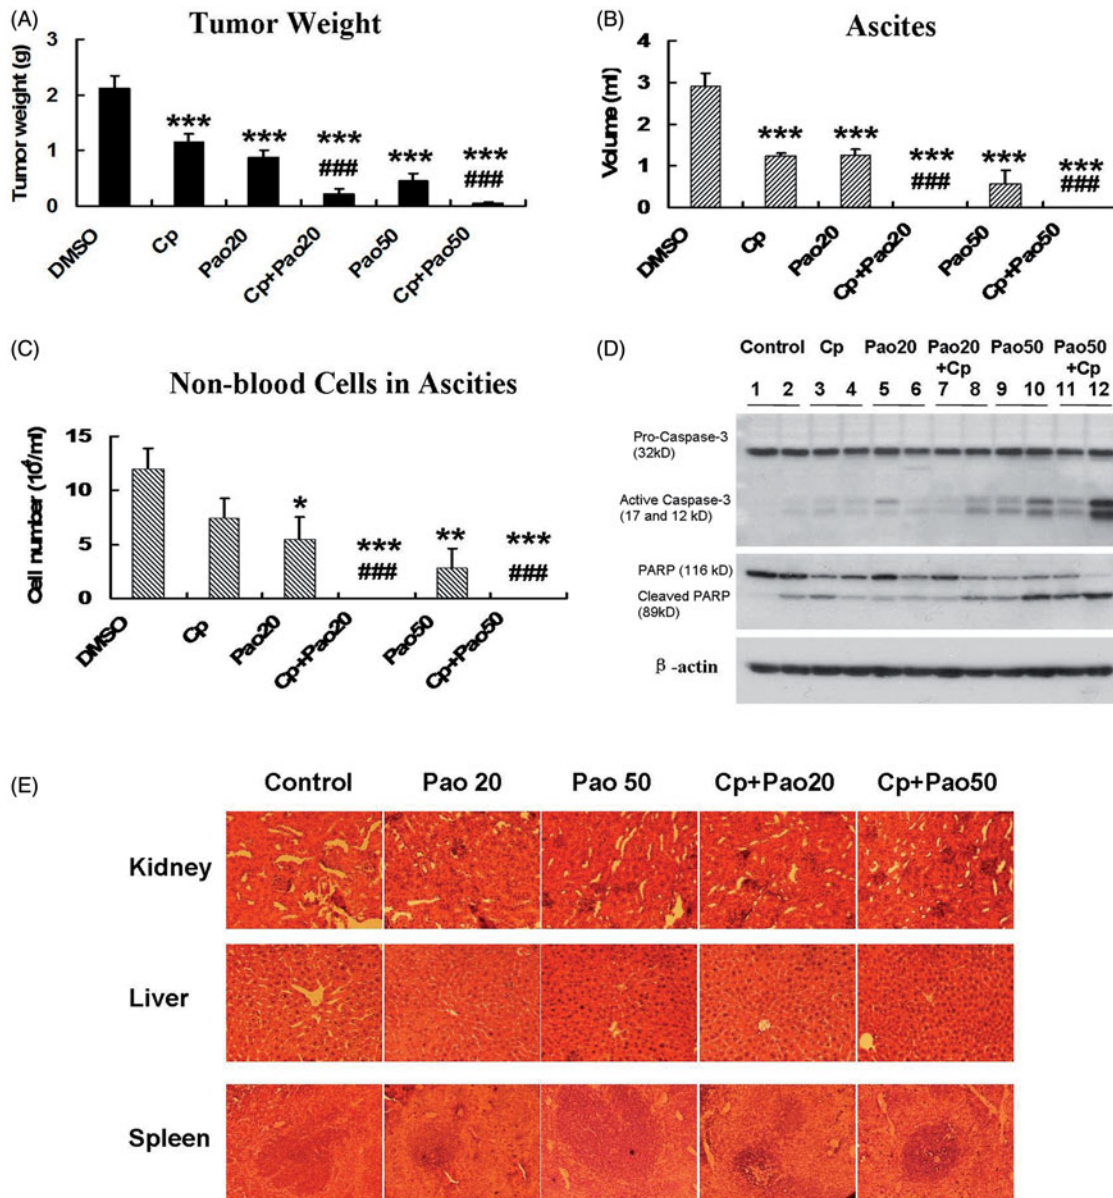 (A)
Tumor Weight
Tumor weight (g)
3
2
1
0
***
***
***
###
***
***
###
DMSO
Cp
Pao20
Cp+Pao20
Pao50
Cp+Pao50
(B)
Ascites
Volume (ml)
4
3
2
1
0
***
***
***
###
***
***
###
DMSO
Cp
Pao20
Cp+Pao20
Pao50
Cp+Pao50
(C)
Non-blood Cells in Ascities
Cell number (10⁶/ml)
15
10
5
0
*
***
###
**
***
###
DMSO
Cp
Pao20
Cp+Pao20
Pao50
Cp+Pao50
(D)
Control Cp Pao20 Pao20 Pao50 Pao50
+Cp +Cp
1 2 3 4 5 6 7 8 9 10 11 12
Pro-Caspase-3
(32kD)
Active Caspase-3
(17 and 12 kD)
PARP (116 kD)
Cleaved PARP
(89kD)
β-actin
(E)
Control Pao 20 Pao 50 Cp+Pao20 Cp+Pao50
Kidney
Liver
Spleen